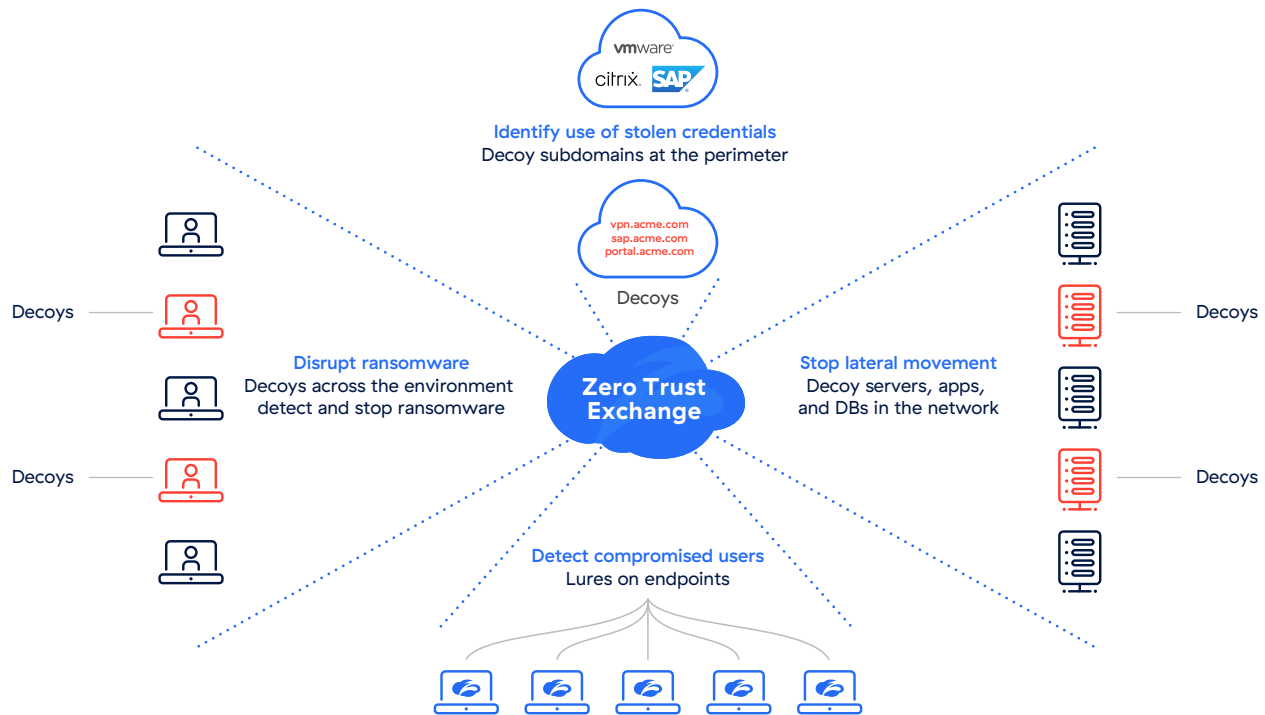 vmware
citrix
SAP
Identify use of stolen credentials
Decoy subdomains at the perimeter
vpn.acme.com
sap.acme.com
portal.acme.com
Decoys
Decoys
Decoys
Disrupt ransomware
Decoys across the environment
detect and stop ransomware
Zero Trust
Exchange
Stop lateral movement
Decoy servers, apps,
and DBs in the network
Decoys
Decoys
Detect compromised users
Lures on endpoints